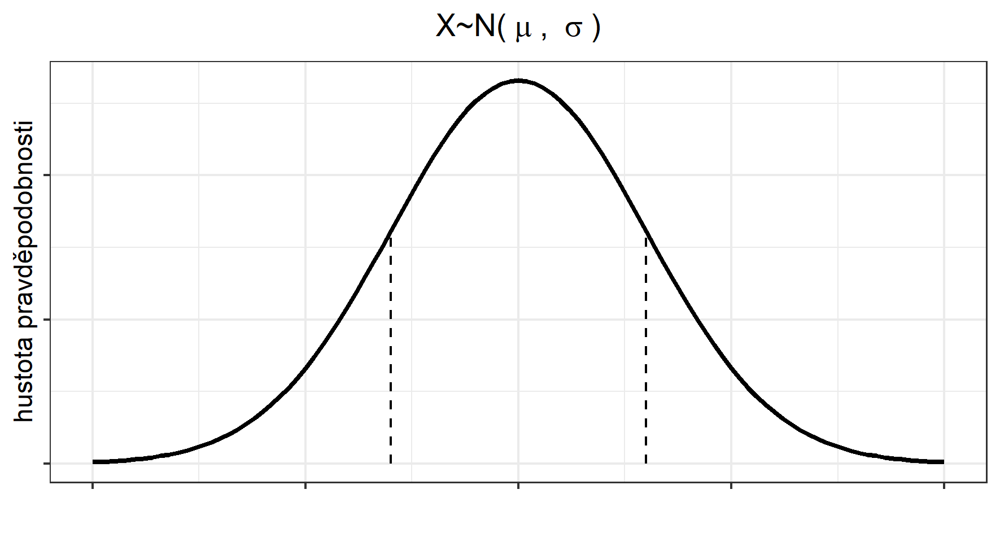 X~N( μ , σ )
hustota pravděpodobnosti